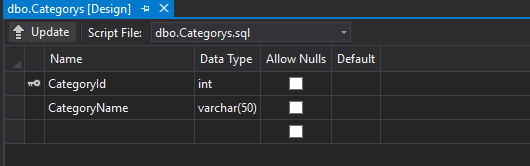 dbo.Categorys [Design]
Update Script File: dbo.Categorys.sql
Name Data Type Allow Nulls Default
CategoryId int
CategoryName varchar(50)